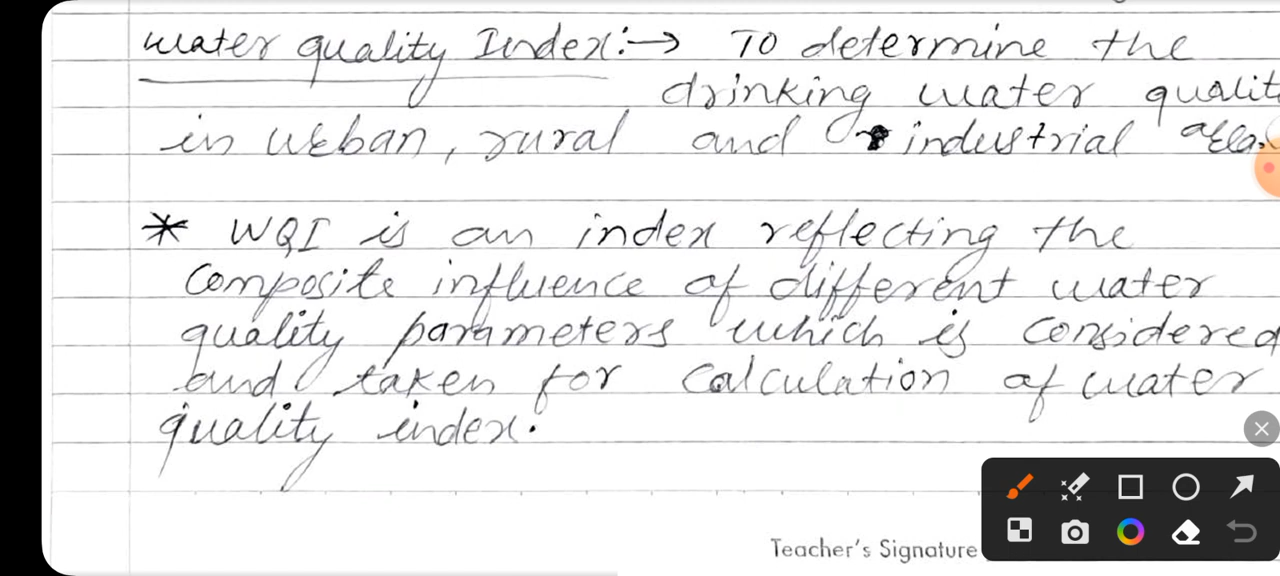 water quality Index:→ To determine the
drinking water qualit
in urban, rural and industrial area.
* WQI is an index reflecting the
Composite influence of different water
quality parameters which is considered
and taken for calculation of water
quality index.
Teacher's Signature